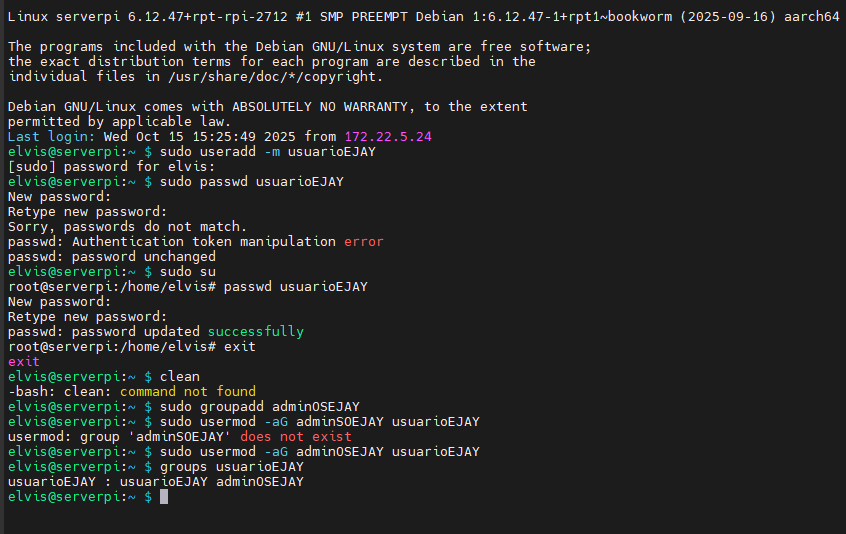 Linux serverpi 6.12.47+rpt-rpi-2712 #1 SMP PREEMPT Debian 1:6.12.47-1+rpt1~bookworm (2025-09-16) aarch64
The programs included with the Debian GNU/Linux system are free software;
the exact distribution terms for each program are described in the
individual files in /usr/share/doc/*/copyright.
Debian GNU/Linux comes with ABSOLUTELY NO WARRANTY, to the extent
permitted by applicable law.
Last login: Wed Oct 15 15:25:49 2025 from 172.22.5.24
elvis@serverpi:~ $ sudo useradd -m usuarioEJAY
[sudo] password for elvis:
elvis@serverpi:~ $ sudo passwd usuarioEJAY
New password:
Retype new password:
Sorry, passwords do not match.
passwd: Authentication token manipulation error
passwd: password unchanged
elvis@serverpi:~ $ sudo su
root@serverpi:/home/elvis# passwd usuarioEJAY
New password:
Retype new password:
passwd: password updated successfully
root@serverpi:/home/elvis# exit
exit
elvis@serverpi:~ $ clean
-bash: clean: command not found
elvis@serverpi:~ $ sudo groupadd adminOSEJAY
elvis@serverpi:~ $ sudo usermod -aG adminSOEJAY usuarioEJAY
usermod: group 'adminSOEJAY' does not exist
elvis@serverpi:~ $ sudo usermod -aG adminOSEJAY usuarioEJAY
elvis@serverpi:~ $ groups usuarioEJAY
usuarioEJAY : usuarioEJAY adminOSEJAY
elvis@serverpi:~ $